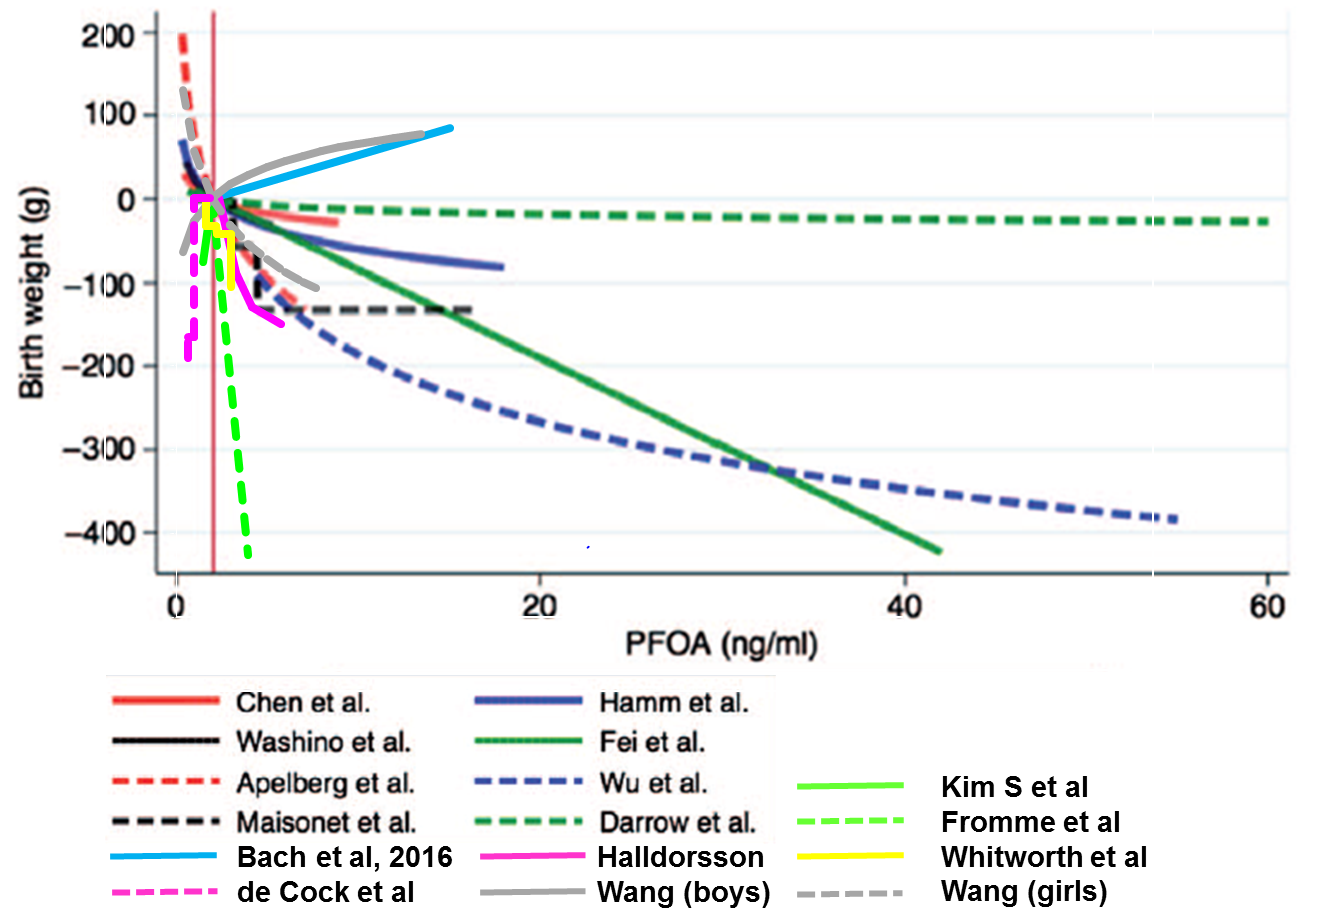 200
100
0
−100
−200
−300
−400
Birth weight (g)
0 20 40 60
PFOA (ng/ml)
Chen et al. Hamm et al.
Washino et al. Fei et al.
Apelberg et al. Wu et al. Kim S et al
Maisonet et al. Darrow et al. Fromme et al
Bach et al, 2016 Halldorsson Whitworth et al
de Cock et al Wang (boys) Wang (girls)